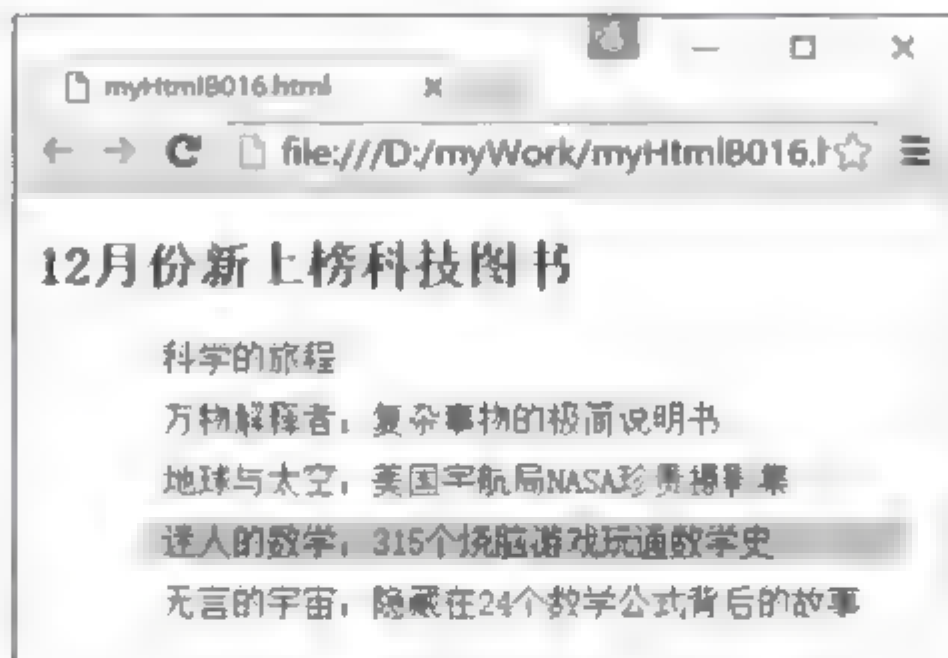 myHtml8016.html
file:///D:/myWork/myHtml8016.h
12月份新上榜科技图书
科学的旅程
万物解释者：复杂事物的极简说明书
地球与太空：美国宇航局NASA珍贵摄影集
迷人的数学：315个烧脑游戏玩通数学史
无言的宇宙：隐藏在24个数学公式背后的故事